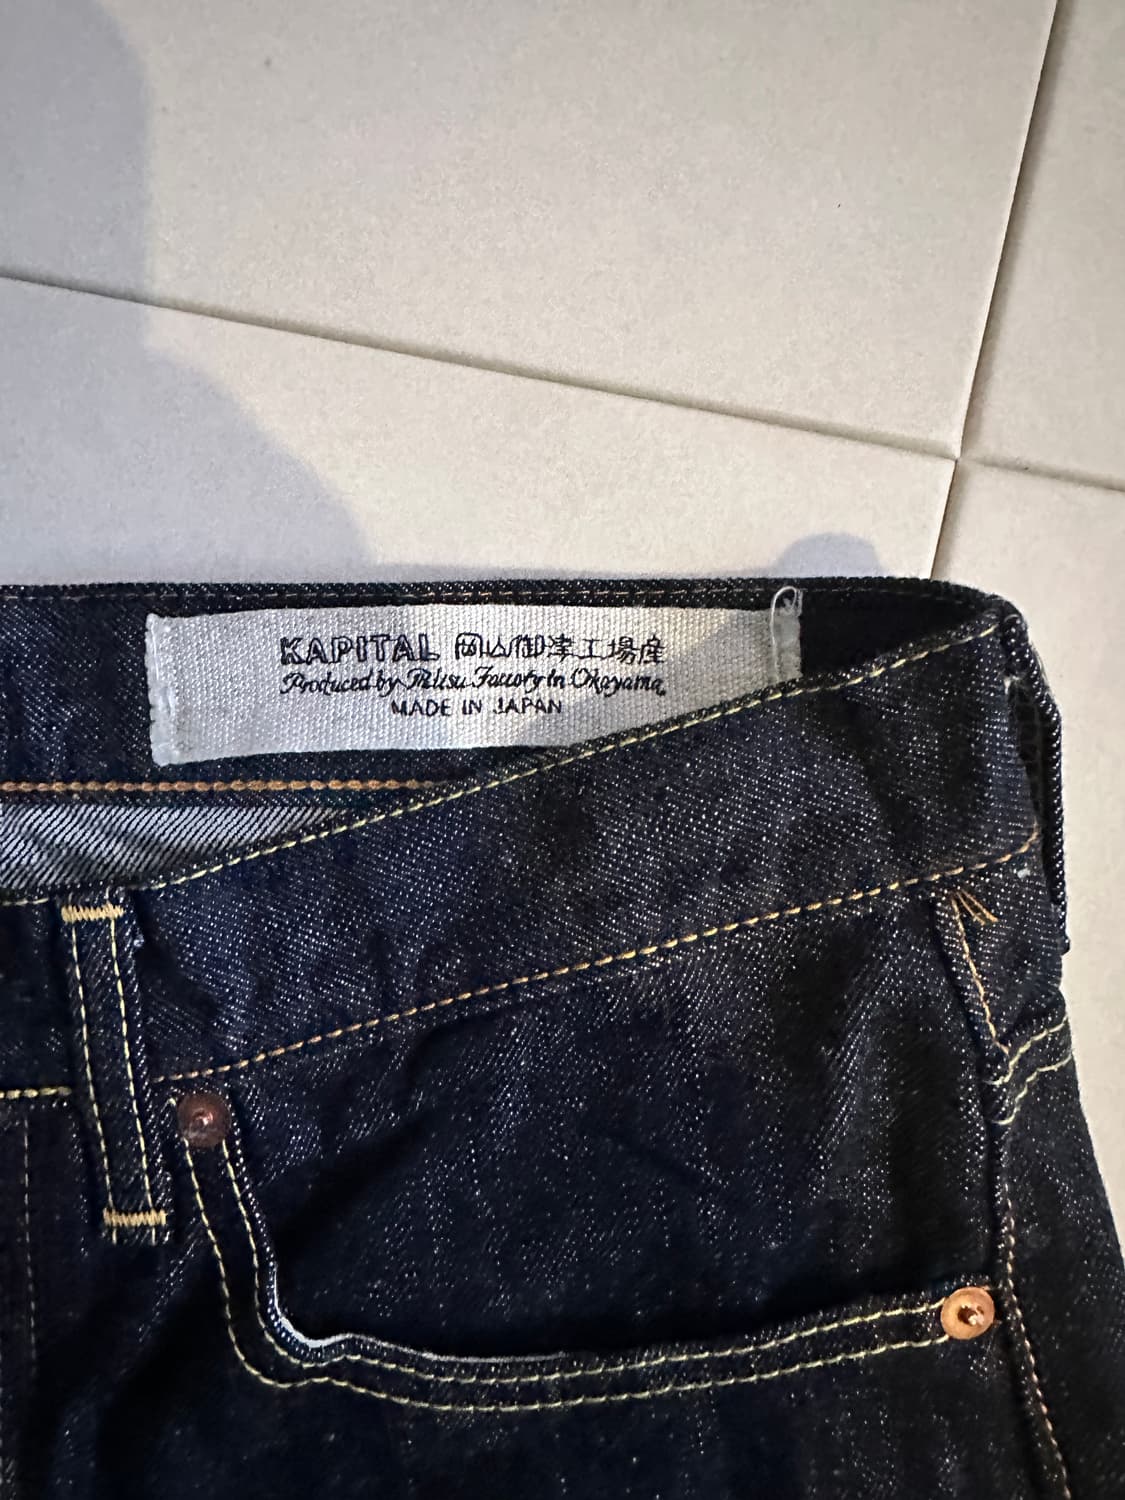 KAPITAL 岡山御津工場産
Produced by Mitsu Factory in Okayama.
MADE IN JAPAN